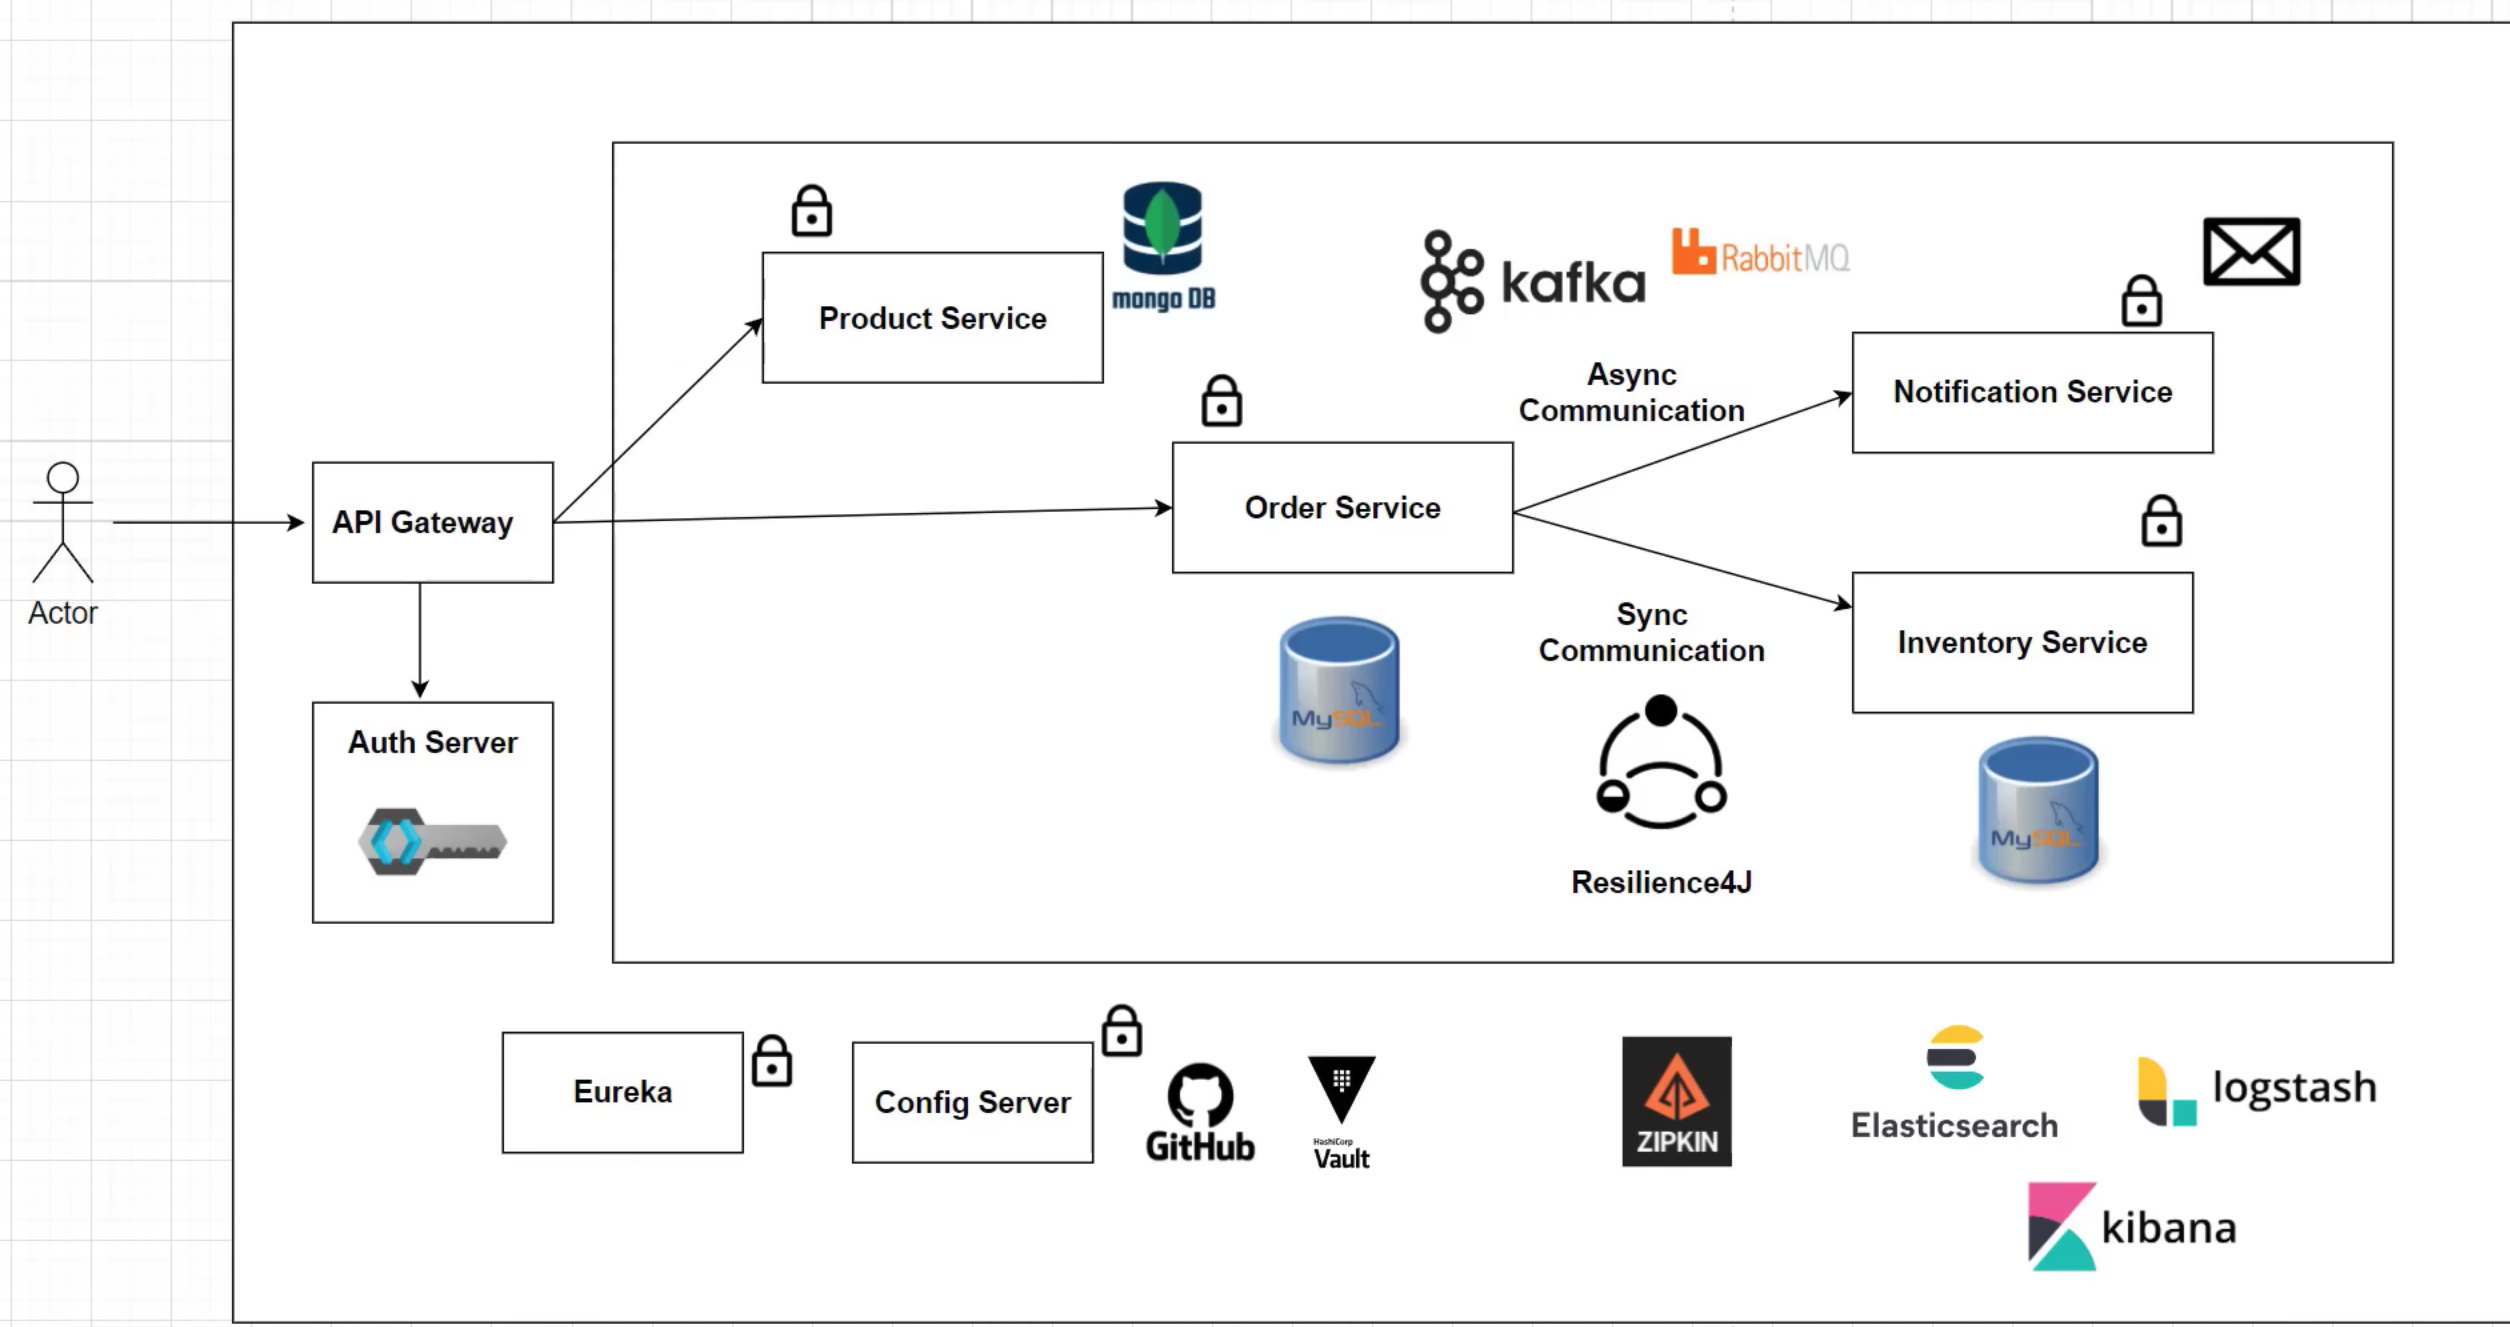 mongo DB
Product Service
kafka
RabbitMQ
Async
Communication
Notification Service
API Gateway
Order Service
Actor
Sync
Communication
Inventory Service
MySQL
Auth Server
MySQL
Resilience4J
Eureka
Config Server
GitHub
HashiCorp
Vault
ZIPKIN
Elasticsearch
logstash
kibana